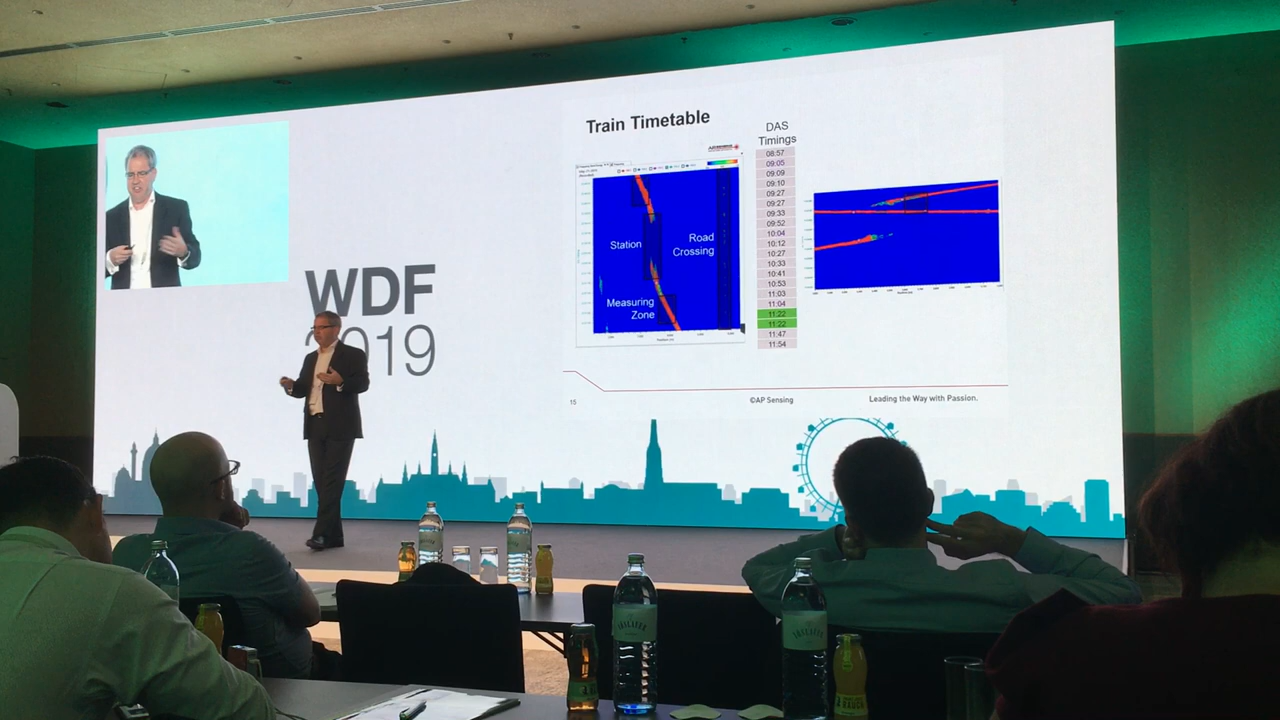 WDF
2019
Train Timetable
Station
Road
Crossing
Measuring
Zone
DAS
Timings
08:57
09:05
09:09
09:10
09:27
09:27
09:33
09:52
10:04
10:12
10:27
10:33
10:41
10:53
11:03
11:04
11:22
11:22
11:47
11:54
15
©AP Sensing
Leading the Way with Passion.